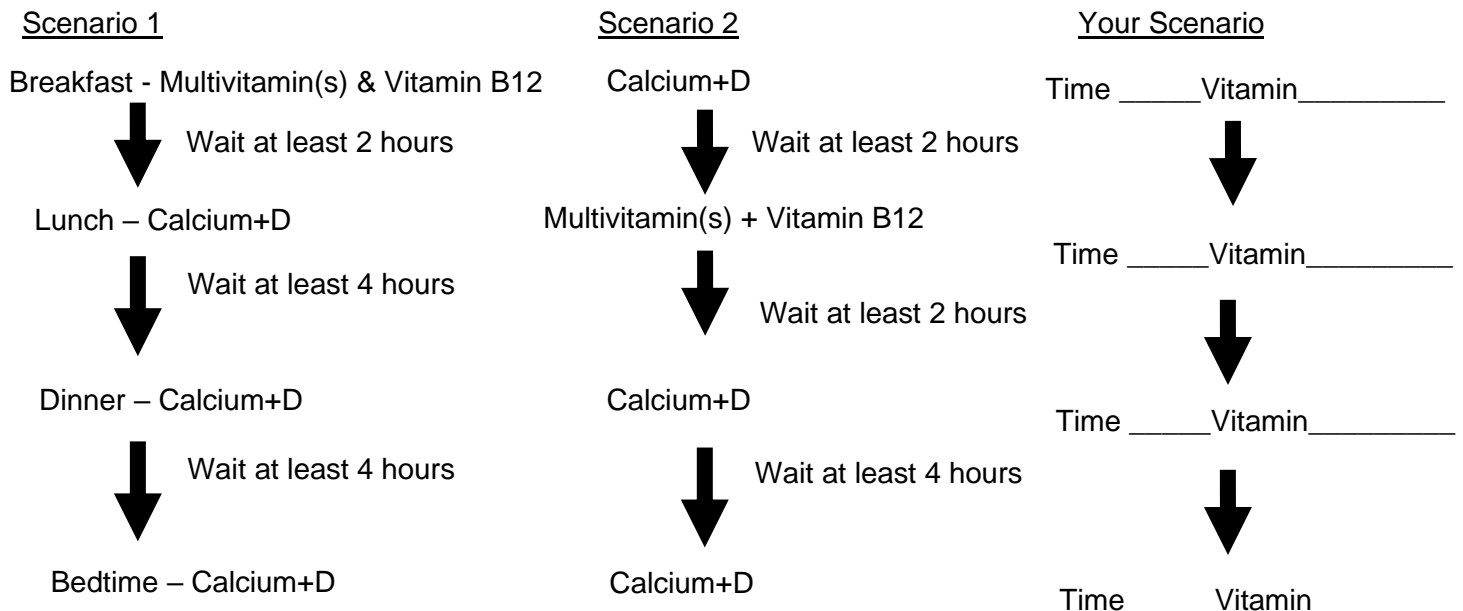 Scenario 1
Breakfast - Multivitamin(s) & Vitamin B12
Wait at least 2 hours
Lunch – Calcium+D
Wait at least 4 hours
Dinner – Calcium+D
Wait at least 4 hours
Bedtime – Calcium+D
Scenario 2
Calcium+D
Wait at least 2 hours
Multivitamin(s) + Vitamin B12
Wait at least 2 hours
Calcium+D
Wait at least 4 hours
Calcium+D
Your Scenario
Time _____Vitamin_________
Time _____Vitamin_________
Time _____Vitamin_________
Time Vitamin